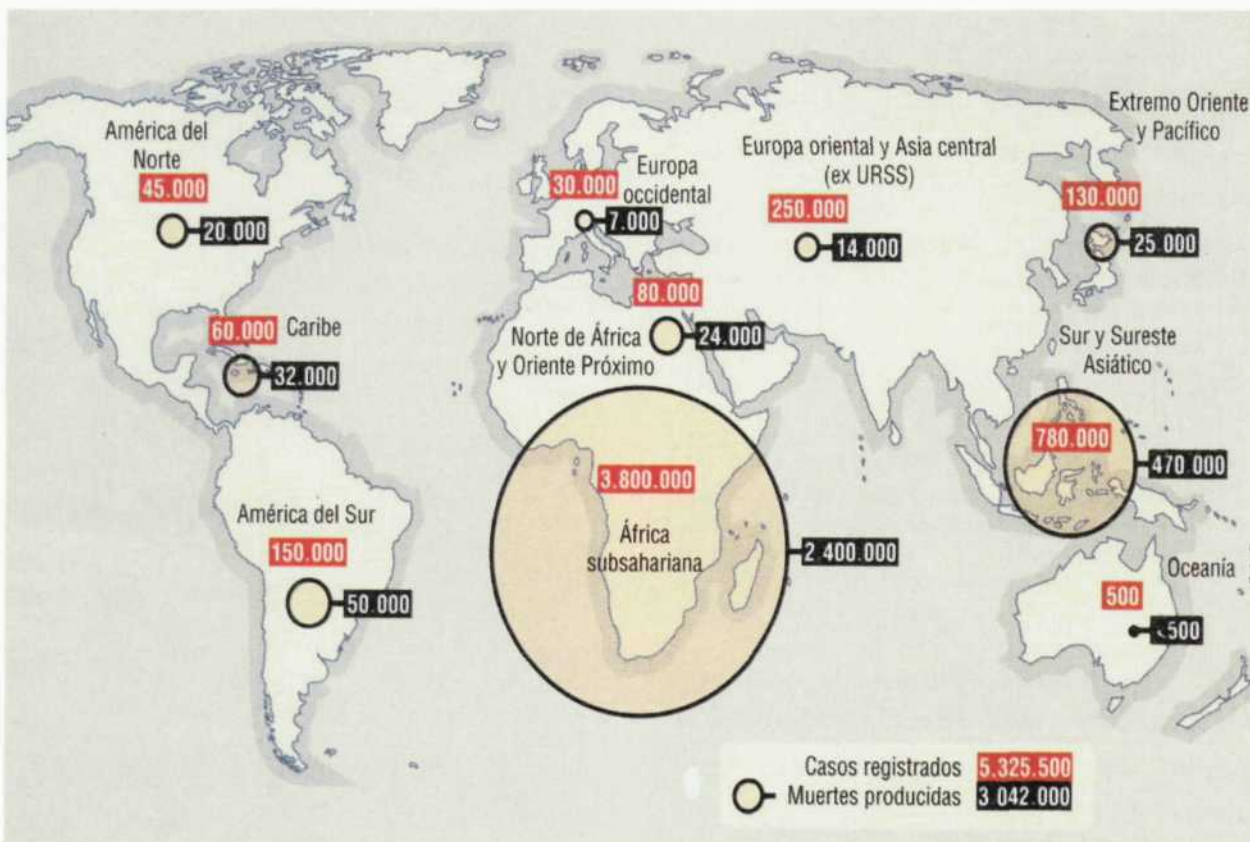 América del
Norte
45.000
20.000
60.000
Caribe
32.000
América del Sur
150.000
50.000
Europa
occidental
30.000
7.000
Europa oriental y Asia central
(ex URSS)
250.000
14.000
Extremo Oriente
y Pacífico
130.000
25.000
80.000
Norte de África
y Oriente Próximo
24.000
Sur y Sureste
Asiático
780.000
470.000
3.800.000
África
subsahariana
2.400.000
Oceanía
500
500
Casos registrados 5.325.500
Muertes producidas 3.042.000